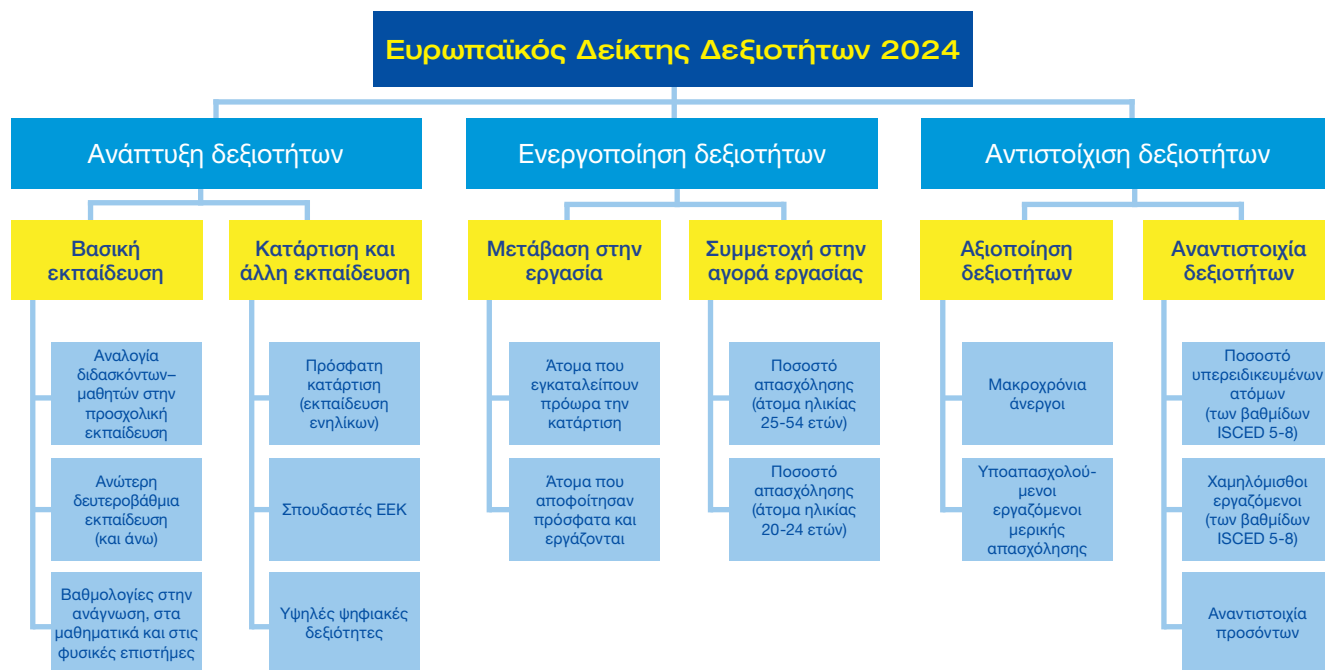 Ευρωπαϊκός Δείκτης Δεξιοτήτων 2024
Ανάπτυξη δεξιοτήτων
Ενεργοποίηση δεξιοτήτων
Αντιστοίχιση δεξιοτήτων
Βασική
εκπαίδευση
Κατάρτιση και
άλλη εκπαίδευση
Μετάβαση στην
εργασία
Συμμετοχή στην
αγορά εργασίας
Αξιοποίηση
δεξιοτήτων
Αναντιστοιχία
δεξιοτήτων
Αναλογία
διδασκόντων–
μαθητών στην
προσχολική
εκπαίδευση
Πρόσφατη
κατάρτιση
(εκπαίδευση
ενηλίκων)
Άτομα που
εγκαταλείπουν
πρόωρα την
κατάρτιση
Ποσοστό
απασχόλησης
(άτομα ηλικίας
25-54 ετών)
Μακροχρόνια
άνεργοι
Ποσοστό
υπερειδικευμένων
ατόμων
(των βαθμίδων
ISCED 5-8)
Ανώτερη
δευτεροβάθμια
εκπαίδευση
(και άνω)
Σπουδαστές ΕΕΚ
Άτομα που
αποφοίτησαν
πρόσφατα και
εργάζονται
Ποσοστό
απασχόλησης
(άτομα ηλικίας
20-24 ετών)
Υποαπασχολού-
μενοι
εργαζόμενοι
μερικής
απασχόλησης
Χαμηλόμισθοι
εργαζόμενοι
(των βαθμίδων
ISCED 5-8)
Βαθμολογίες στην
ανάγνωση, στα
μαθηματικά και στις
φυσικές επιστήμες
Υψηλές ψηφιακές
δεξιότητες
Αναντιστοιχία
προσόντων